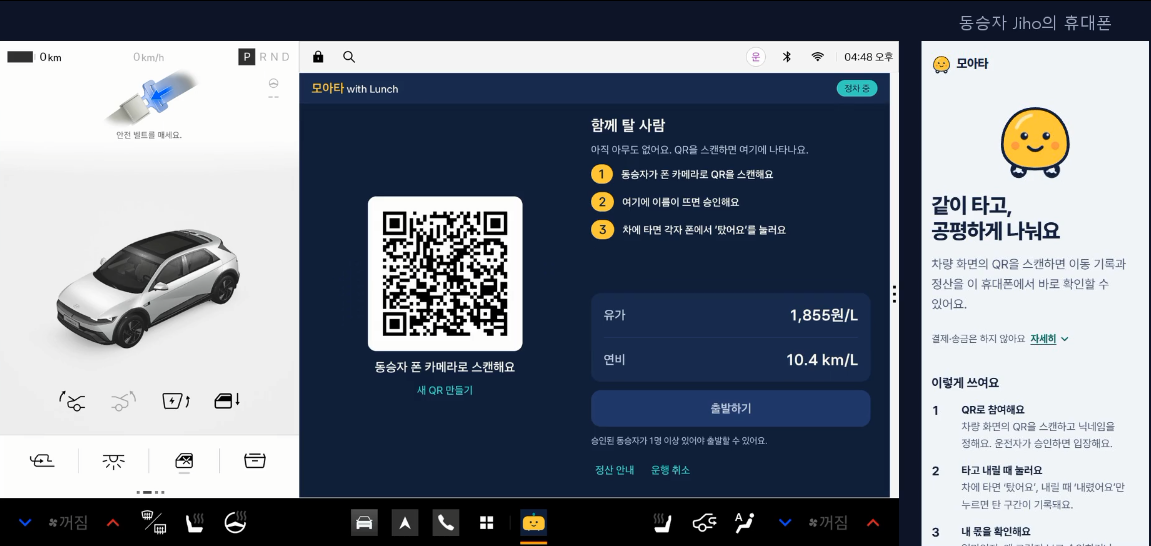 동승자 Jiho의 휴대폰
0 km
0 km/h
P R N D
안전 벨트를 매세요.
운
04:48 오후
모아타 with Lunch
정차 중
동승자 폰 카메라로 스캔해요
새 QR 만들기
함께 탈 사람
아직 아무도 없어요. QR을 스캔하면 여기에 나타나요.
1 동승자가 폰 카메라로 QR을 스캔해요
2 여기에 이름이 뜨면 승인해요
3 차에 타면 각자 폰에서 '탔어요'를 눌러요
유가 1,855원/L
연비 10.4 km/L
출발하기
승인된 동승자가 1명 이상 있어야 출발할 수 있어요.
정산 안내 운행 취소
꺼짐
A
꺼짐
모아타
같이 타고,
공평하게 나눠요
차량 화면의 QR을 스캔하면 이동 기록과
정산을 이 휴대폰에서 바로 확인할 수
있어요.
결제·송금은 하지 않아요 자세히
이렇게 쓰여요
1 QR로 참여해요
차량 화면의 QR을 스캔하고 닉네임을
정해요. 운전자가 승인하면 입장해요.
2 타고 내릴 때 눌러요
차에 타면 '탔어요', 내릴 때 '내렸어요'만
누르면 탄 구간이 기록돼요.
3 내 몫을 확인해요